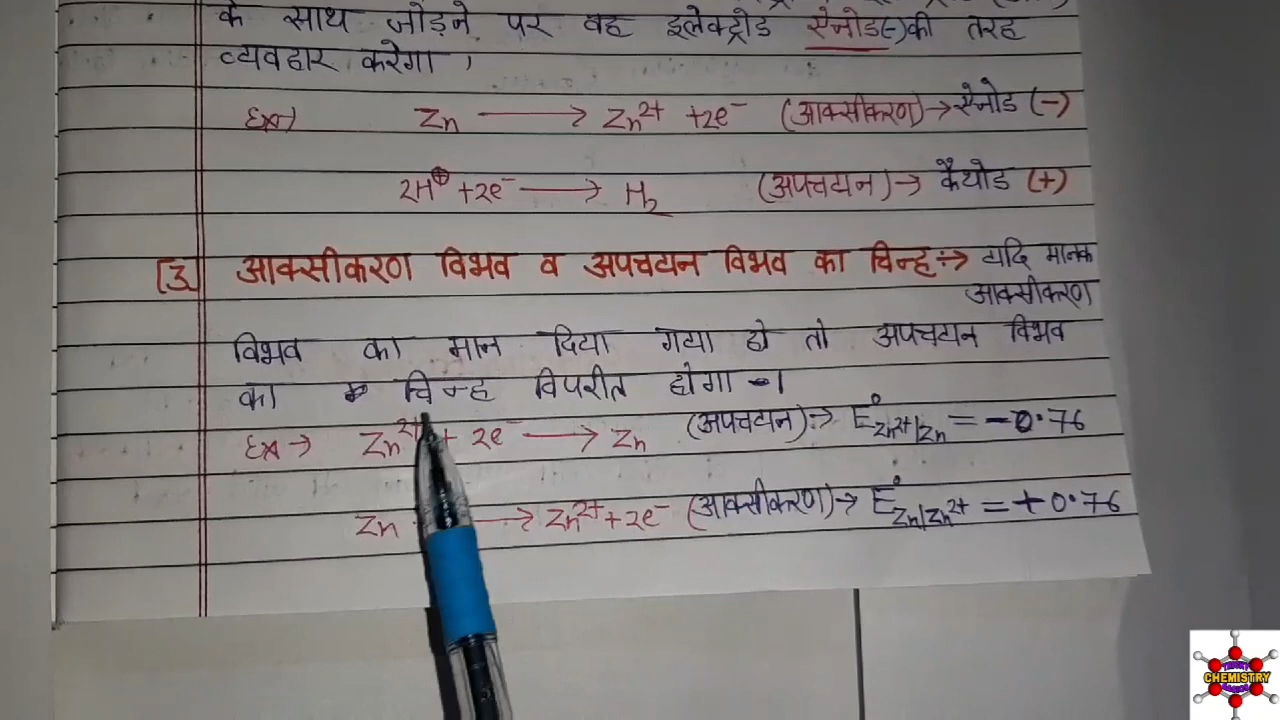 के साथ जोड़ने पर वह इलेक्ट्रोड ऐनोड(-)की तरह
व्यवहार करेगा ।
Ex→ Zn ⟶ Zn²⁺ +2e⁻ (आक्सीकरण)→ ऐनोड (-)
2H⊕ +2e⁻ ⟶ H₂ (अपचयन)→ कैथोड (+)
[3] आक्सीकरण विभव व अपचयन विभव का चिन्ह:→ यदि मानक
आक्सीकरण
विभव का मान दिया गया हो तो अपचयन विभव
का चिन्ह विपरीत होगा -।
Ex → Zn²⁺ + 2e⁻ ⟶ Zn (अपचयन):→ E°Zn²⁺|Zn = -0.76
Zn ⟶ Zn²⁺ + 2e⁻ (आक्सीकरण)→ E°Zn|Zn²⁺ = +0.76
CHEMISTRY